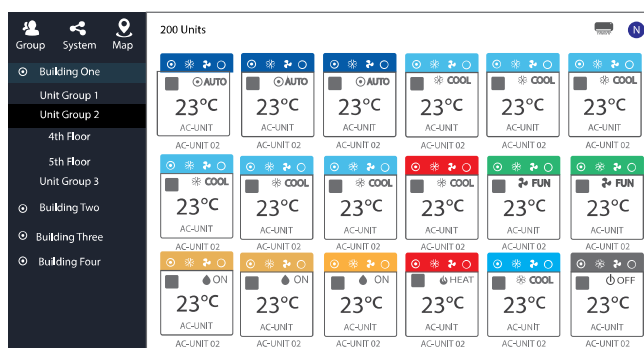 Group System Map
200 Units
N
Building One
Unit Group 1
Unit Group 2
4th Floor
5th Floor
Unit Group 3
Building Two
Building Three
Building Four
AUTO AUTO AUTO COOL COOL COOL
23°C 23°C 23°C 23°C 23°C 23°C
AC-UNIT AC-UNIT AC-UNIT AC-UNIT AC-UNIT AC-UNIT
AC-UNIT 02 AC-UNIT 02 AC-UNIT 02 AC-UNIT 02 AC-UNIT 02 AC-UNIT 02
COOL COOL COOL COOL FUN FUN
23°C 23°C 23°C 23°C 23°C 23°C
AC-UNIT AC-UNIT AC-UNIT AC-UNIT AC-UNIT AC-UNIT
AC-UNIT 02 AC-UNIT 02 AC-UNIT 02 AC-UNIT 02 AC-UNIT 02 AC-UNIT 02
ON ON ON HEAT COOL OFF
23°C 23°C 23°C 23°C 23°C 23°C
AC-UNIT AC-UNIT AC-UNIT AC-UNIT AC-UNIT AC-UNIT
AC-UNIT 02 AC-UNIT 02 AC-UNIT 02 AC-UNIT 02 AC-UNIT 02 AC-UNIT 02